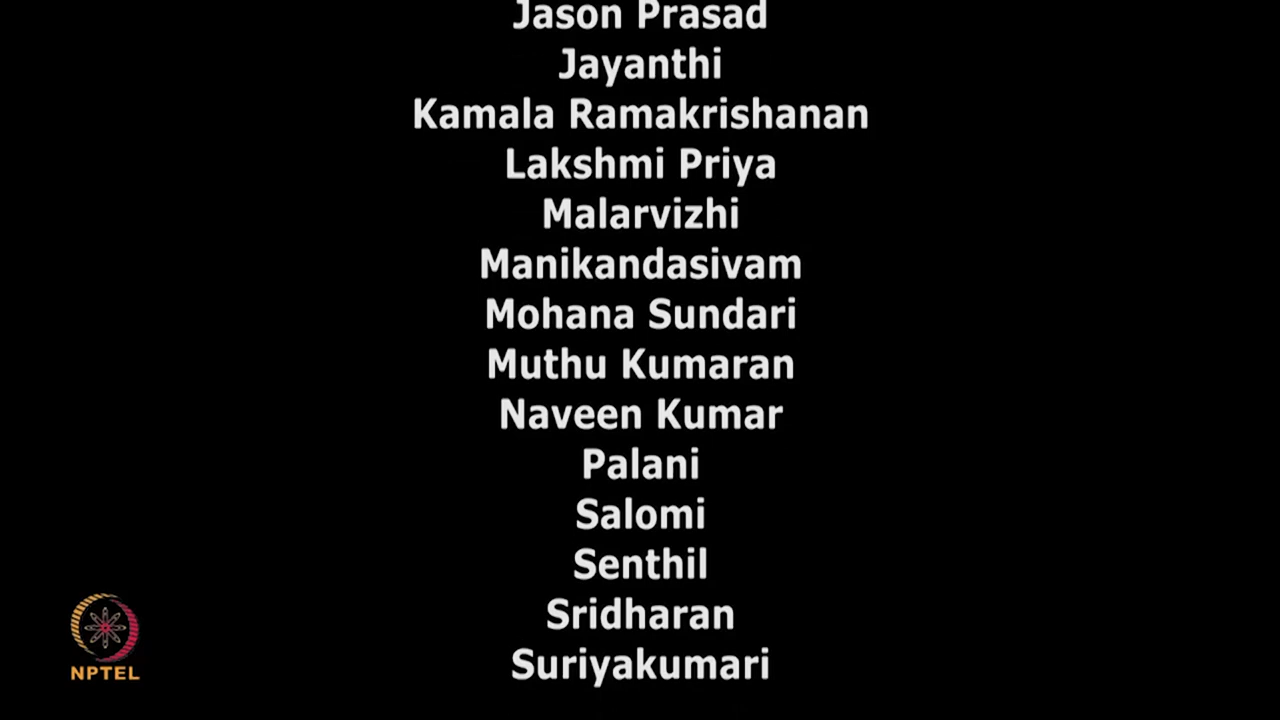 Jason Prasad
Jayanthi
Kamala Ramakrishanan
Lakshmi Priya
Malarvizhi
Manikandasivam
Mohana Sundari
Muthu Kumaran
Naveen Kumar
Palani
Salomi
Senthil
Sridharan
Suriyakumari
NPTEL